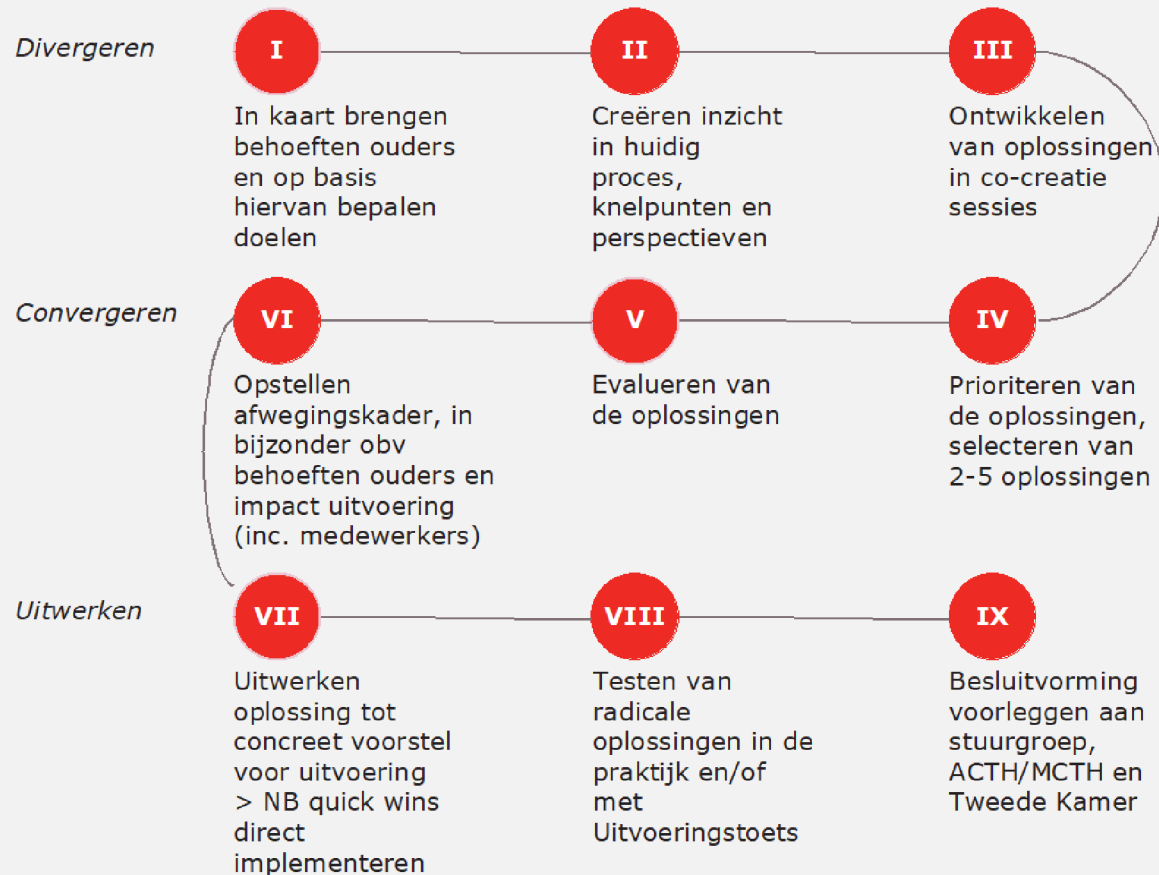 Divergeren
I
II
III
In kaart brengen
behoeften ouders
en op basis
hiervan bepalen
doelen
Creëren inzicht
in huidig
proces,
knelpunten en
perspectieven
Ontwikkelen
van oplossingen
in co-creatie
sessies
Convergeren
VI
V
IV
Opstellen
afwegingskader, in
bijzonder obv
behoeften ouders en
impact uitvoering
(inc. medewerkers)
Evalueren van
de oplossingen
Prioriteren van
de oplossingen,
selecteren van
2-5 oplossingen
Uitwerken
VII
VIII
IX
Uitwerken
oplossing tot
concreet voorstel
voor uitvoering
> NB quick wins
direct
implementeren
Testen van
radicale
oplossingen in de
praktijk en/of
met
Uitvoeringstoets
Besluitvorming
voorleggen aan
stuurgroep,
ACTH/MCTH en
Tweede Kamer